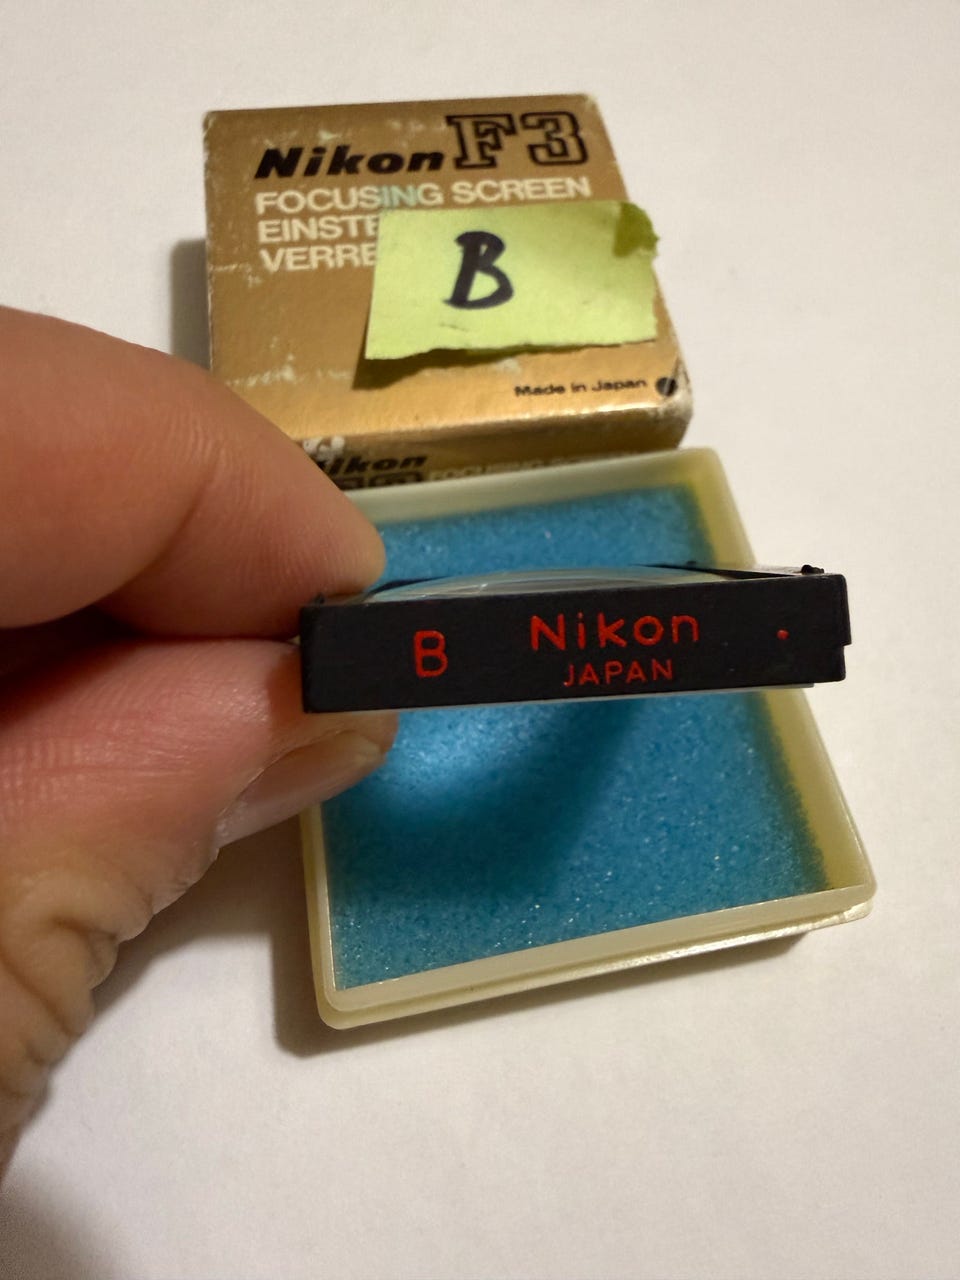 Nikon F3
FOCUSING SCREEN
EINSTE
VERRE
B
Made in Japan
Nikon
B Nikon
JAPAN